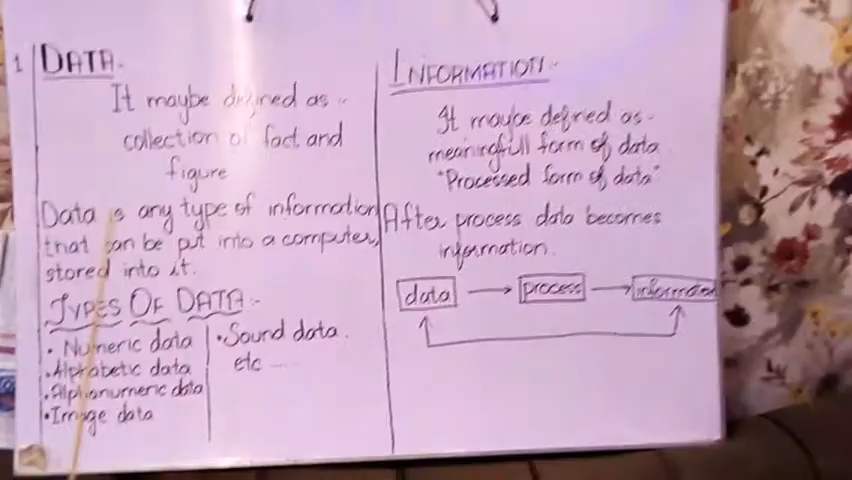 1 DATA.
It maybe defined as :-
collection of fact and
figure
Data is any type of information
that can be put into a computer,
stored into it.
TYPES OF DATA:-
• Numeric data
• Alphabetic data
• Alphanumeric data
• Image data
• Sound data.
etc ......
INFORMATION:-
It maybe defined as.
meaningfull form of data
"Processed form of data"
After process data becomes
information.
data process information